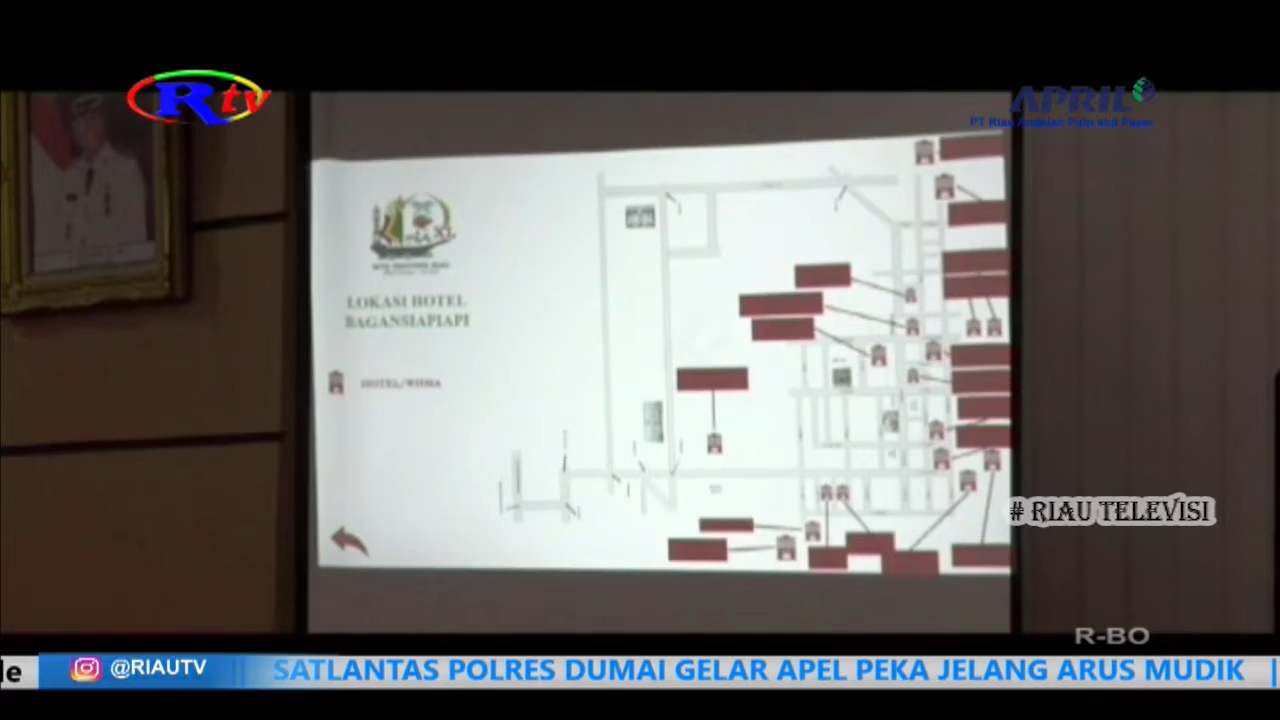 Rtv
APRIL
PT Riau Andalan Pulp and Paper
LOKASI HOTEL
BAGANSIAPIAPI
HOTEL/WISMA
# RIAU TELEVISI
R-BO
le
@RIAUTV
SATLANTAS POLRES DUMAI GELAR APEL PEKA JELANG ARUS MUDIK